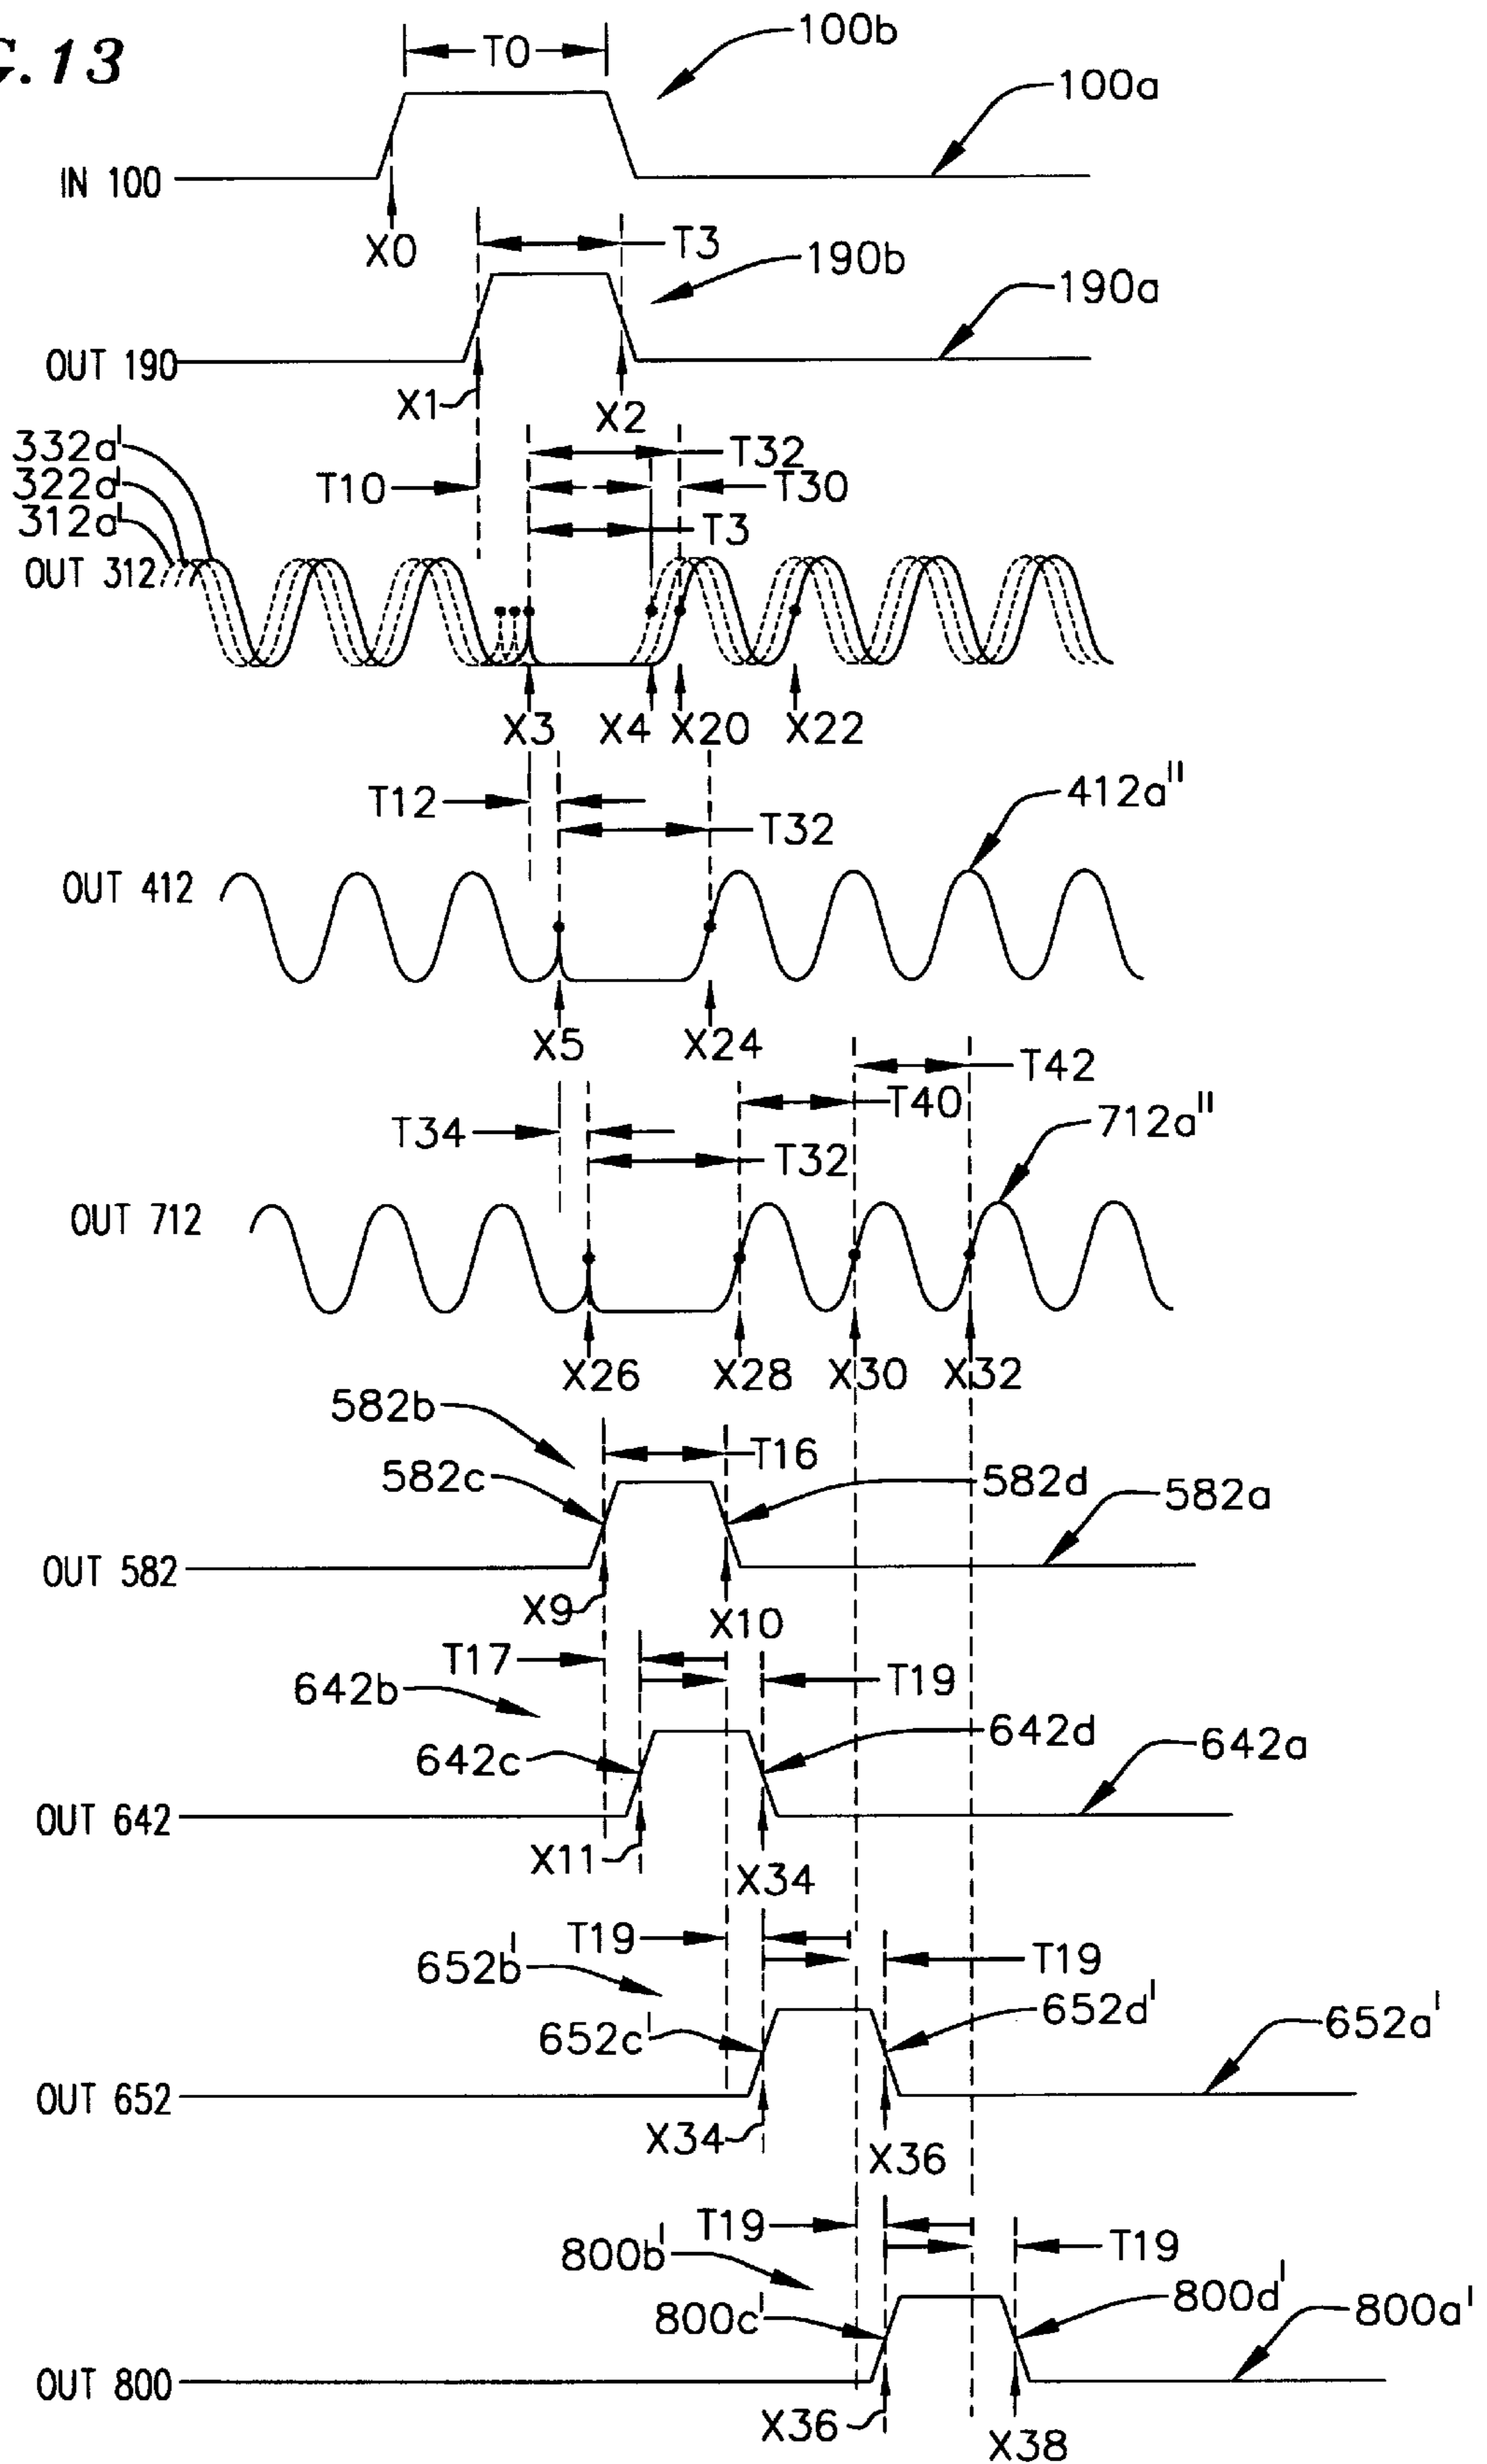 G.13
T0
100b
100a
IN 100
X0
T3
190b
190a
OUT 190
X1
X2
332a'
322a'
312a'
T32
T10
T30
T3
OUT 312
X3
X4
X20
X22
T12
T32
412a"
OUT 412
X5
X24
T42
T40
T34
T32
712a"
OUT 712
X26
X28
X30
X32
582b
T16
582c
582d
582a
OUT 582
X9
X10
T17
T19
642b
642c
642d
642a
OUT 642
X11
X34
T19
T19
652b'
652c'
652d'
652a'
OUT 652
X34
X36
T19
T19
800b'
800c'
800d'
800a'
OUT 800
X36
X38